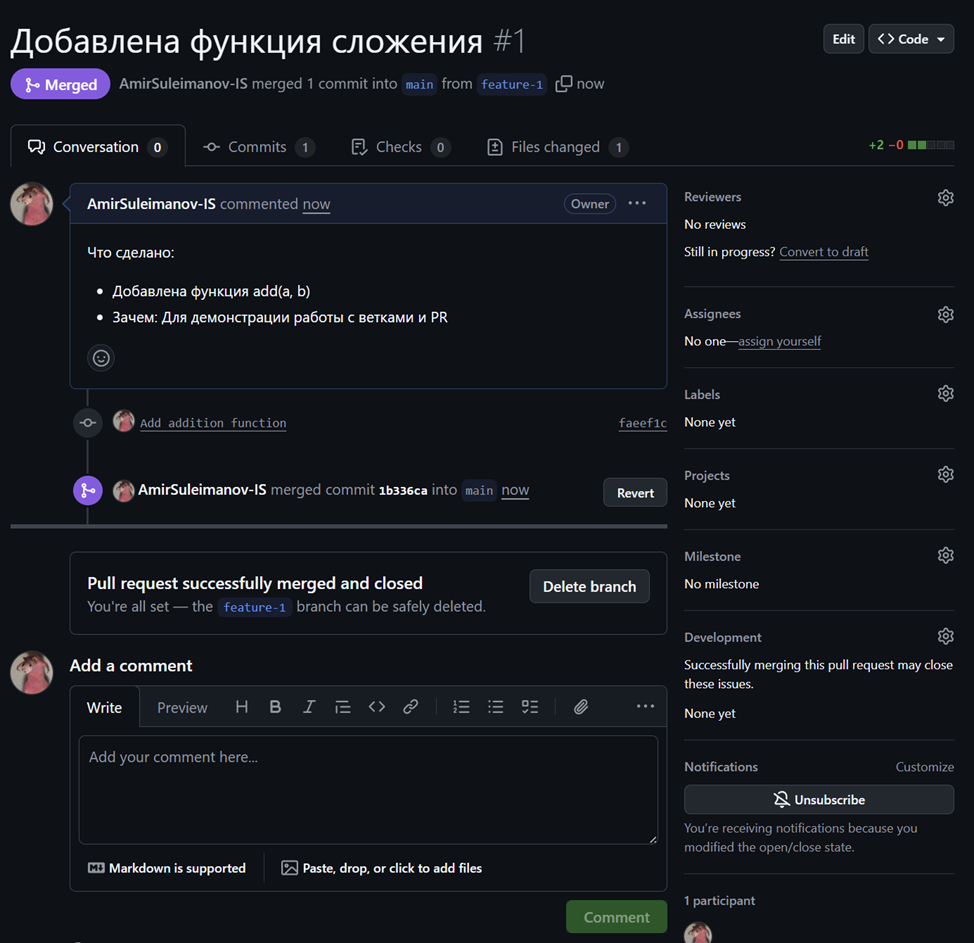 Добавлена функция сложения #1
Edit
Code
Merged
AmirSuleimanov-IS merged 1 commit into main from feature-1 now
Conversation 0
Commits 1
Checks 0
Files changed 1
+2 −0
AmirSuleimanov-IS commented now
Owner
Что сделано:
Добавлена функция add(a, b)
Зачем: Для демонстрации работы с ветками и PR
Add addition function
faeef1c
AmirSuleimanov-IS merged commit 1b336ca into main now
Revert
Pull request successfully merged and closed
You're all set — the feature-1 branch can be safely deleted.
Delete branch
Add a comment
Write
Preview
Add your comment here...
Markdown is supported
Paste, drop, or click to add files
Comment
Reviewers
No reviews
Still in progress? Convert to draft
Assignees
No one—assign yourself
Labels
None yet
Projects
None yet
Milestone
No milestone
Development
Successfully merging this pull request may close
these issues.
None yet
Notifications
Customize
Unsubscribe
You're receiving notifications because you
modified the open/close state.
1 participant